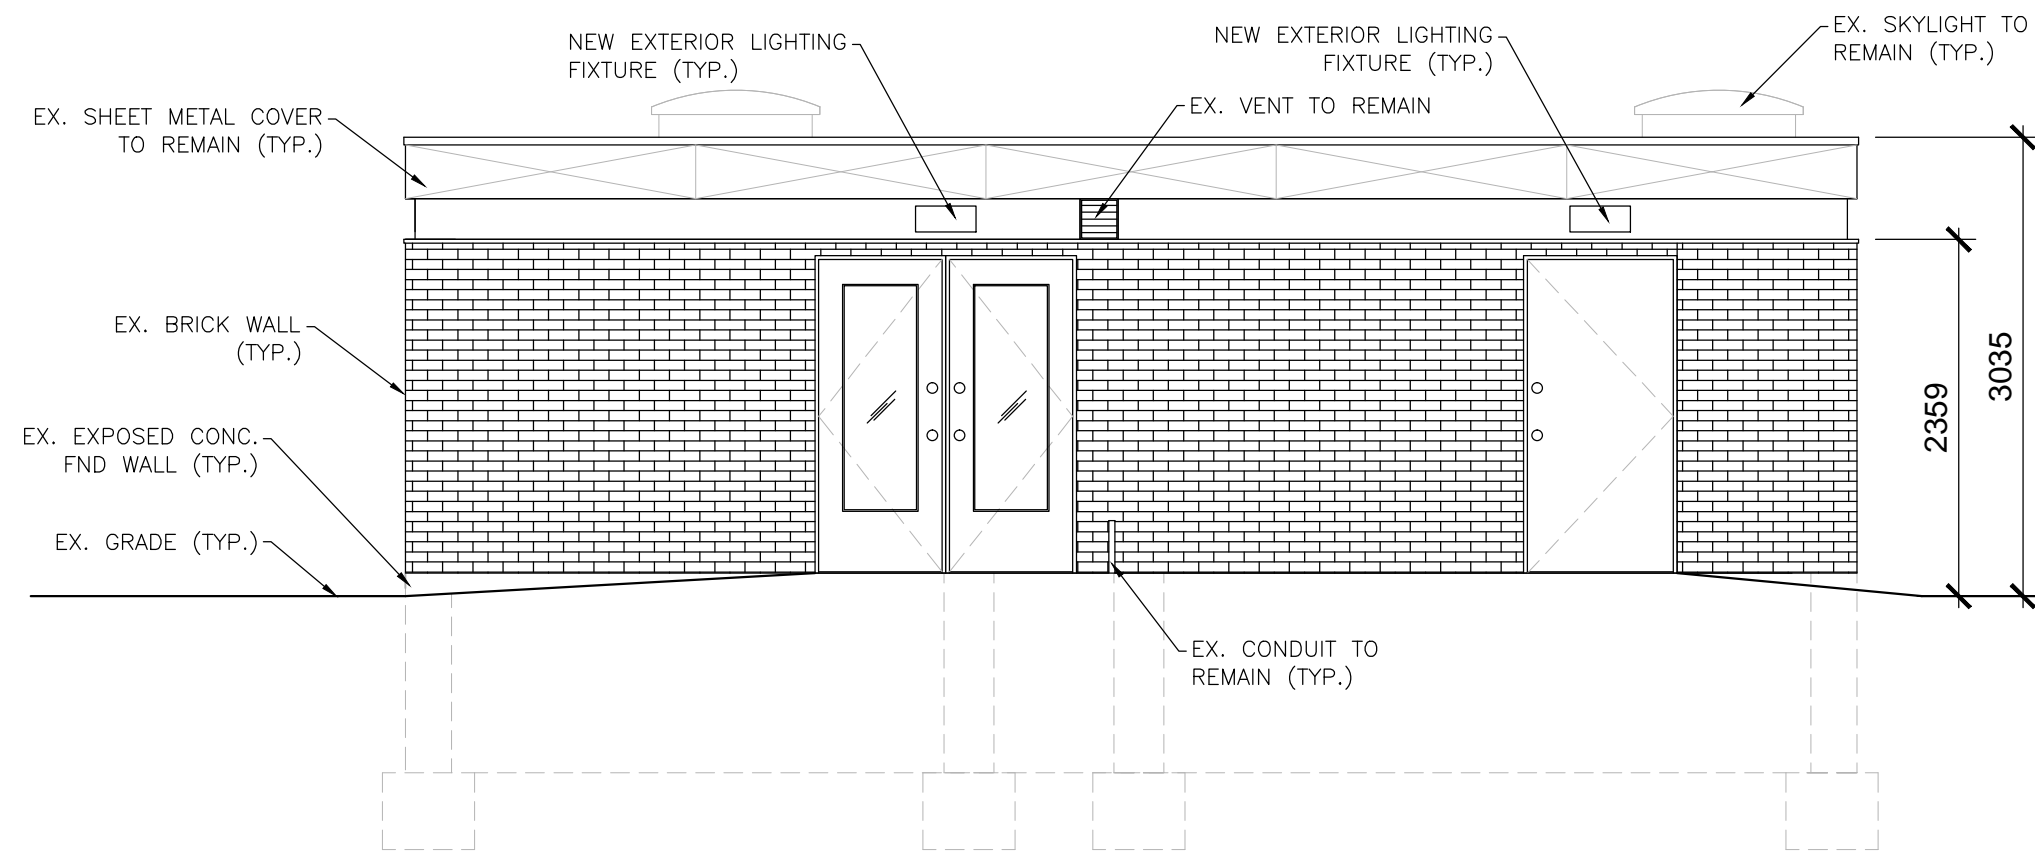 NEW EXTERIOR LIGHTING
FIXTURE (TYP.)
NEW EXTERIOR LIGHTING
FIXTURE (TYP.)
EX. SKYLIGHT TO
REMAIN (TYP.)
EX. SHEET METAL COVER
TO REMAIN (TYP.)
EX. VENT TO REMAIN
EX. BRICK WALL
(TYP.)
EX. EXPOSED CONC.
FND WALL (TYP.)
EX. GRADE (TYP.)
EX. CONDUIT TO
REMAIN (TYP.)
2359
3035